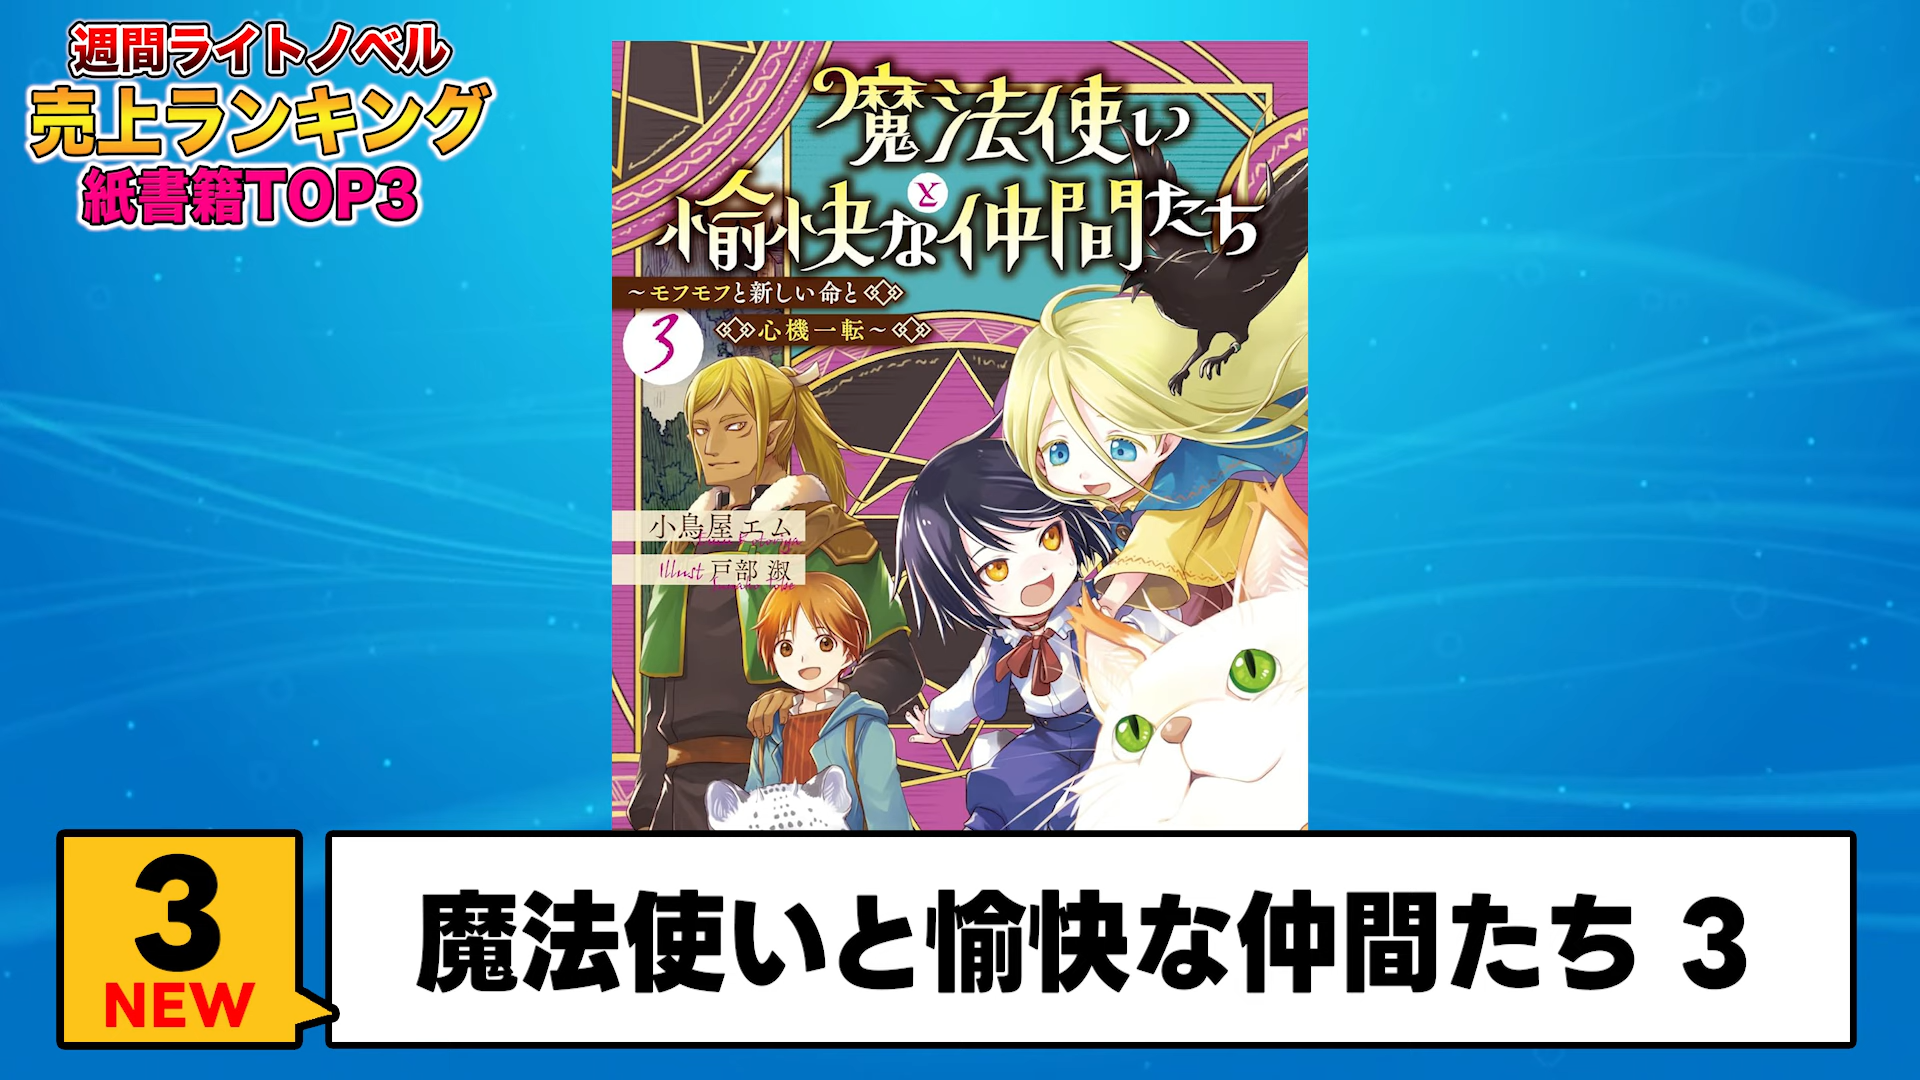 週間ライトノベル
売上ランキング
紙書籍TOP3
魔法使い
と
愉快な仲間たち
～モフモフと新しい命と
心機一転～
3
小鳥屋エム
Illust 戸部 淑
3
NEW
魔法使いと愉快な仲間たち 3